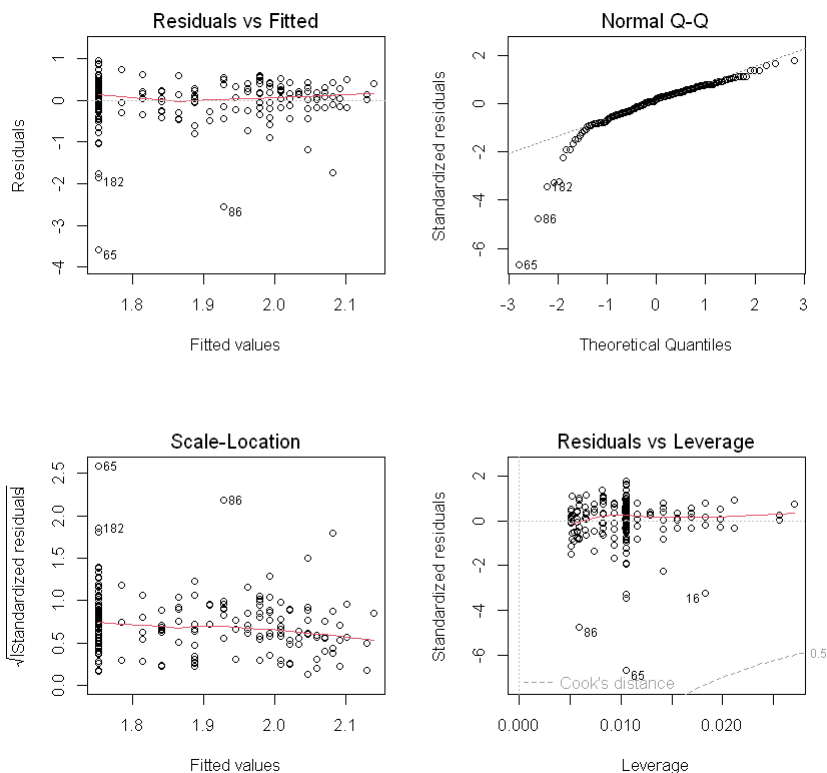 Residuals vs Fitted
Residuals
1
0
-1
-2
-3
-4
182
86
65
1.8 1.9 2.0 2.1
Fitted values
Normal Q-Q
Standardized residuals
2
0
-2
-4
-6
182
86
65
-3 -2 -1 0 1 2 3
Theoretical Quantiles
Scale-Location
√|Standardized residuals|
2.5
2.0
1.5
1.0
0.5
0.0
65
86
182
1.8 1.9 2.0 2.1
Fitted values
Residuals vs Leverage
Standardized residuals
2
0
-2
-4
-6
16
86
65
0.5
Cook's distance
0.000 0.010 0.020
Leverage